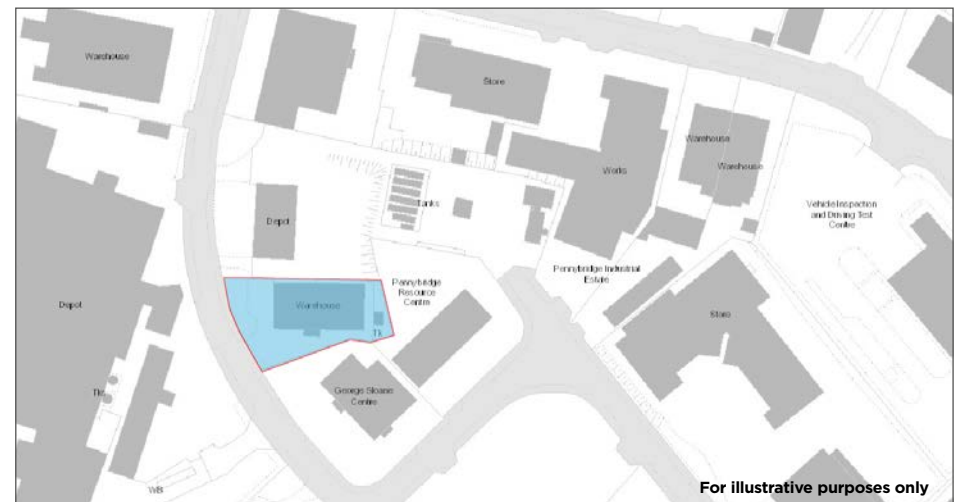 Warehouse
Store
Warehouse
Warehouse
Works
Tanks
Vehicle Inspection
and Driving Test
Centre
Depot
Pennybridge Industrial
Estate
Pennybridge
Resource
Centre
Warehouse
Depot
Store
Tk
George Sloane
Centre
WB
For illustrative purposes only